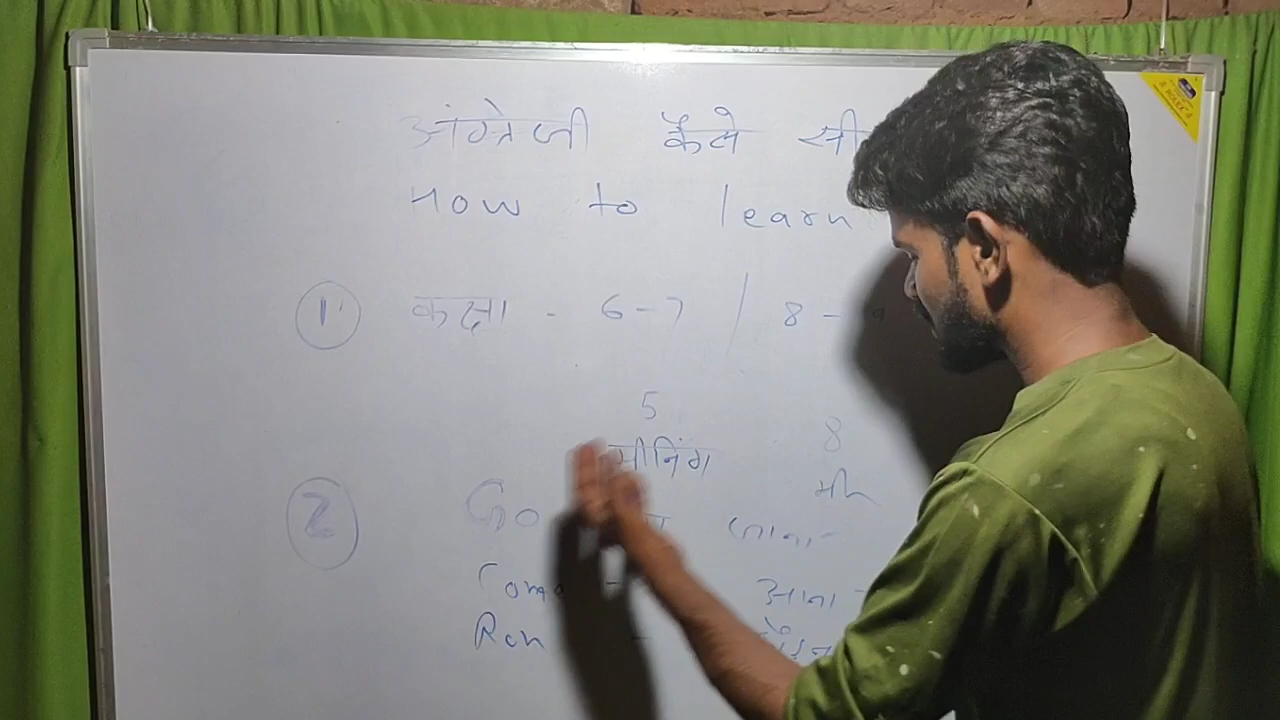 अंग्रेजी कैसे सी
How to learn
1 कक्षा - 6-7 / 8 -
5 8
मीनिंग
2 Go जाना
Come - आना -
Run -